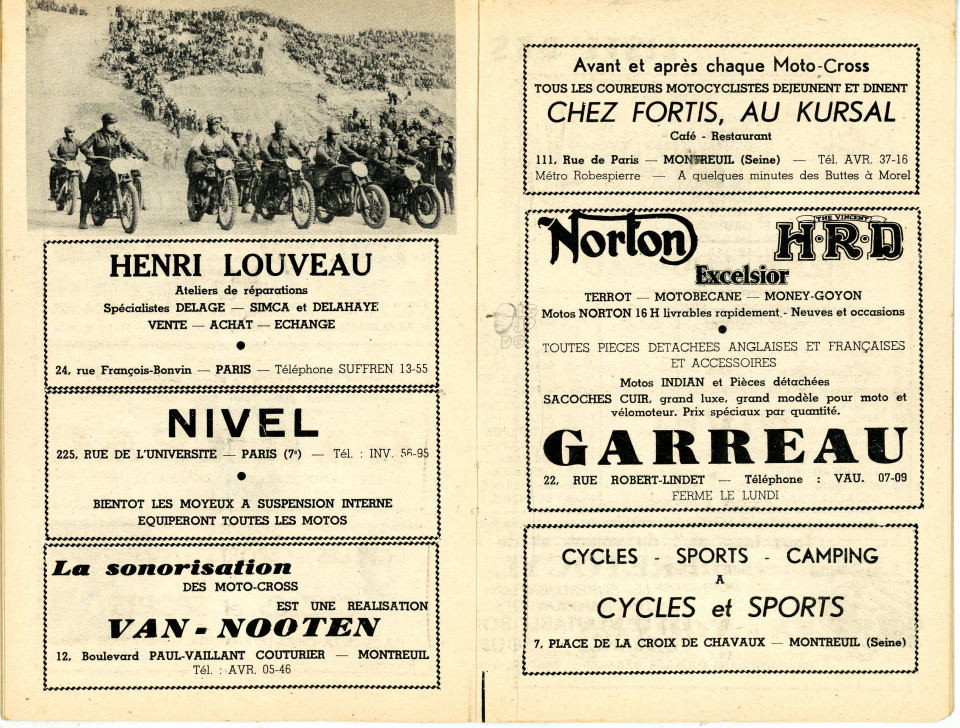 HENRI LOUVEAU
Ateliers de réparations
Spécialistes DELAGE — SIMCA et DELAHAYE
VENTE — ACHAT — ECHANGE
24, rue François-Bonvin — PARIS — Téléphone SUFFREN 13-55
NIVEL
225, RUE DE L'UNIVERSITE — PARIS (7e) — Tél. : INV. 56-95
BIENTOT LES MOYEUX A SUSPENSION INTERNE
EQUIPERONT TOUTES LES MOTOS
La sonorisation
DES MOTO-CROSS
EST UNE REALISATION
VAN-NOOTEN
12, Boulevard PAUL-VAILLANT COUTURIER — MONTREUIL
Tél. : AVR. 05-46
Avant et après chaque Moto-Cross
TOUS LES COUREURS MOTOCYCLISTES DEJEUNENT ET DINENT
CHEZ FORTIS, AU KURSAL
Café - Restaurant
111, Rue de Paris — MONTREUIL (Seine) — Tél. AVR. 37-16
Métro Robespierre — A quelques minutes des Buttes à Morel
Norton
THE VINCENT
H·R·D
Excelsior
TERROT — MOTOBECANE — MONEY-GOYON
Motos NORTON 16 H livrables rapidement - Neuves et occasions
TOUTES PIECES DETACHEES ANGLAISES ET FRANÇAISES
ET ACCESSOIRES
Motos INDIAN et Pièces détachées
SACOCHES CUIR, grand luxe, grand modèle pour moto et
vélomoteur. Prix spéciaux par quantité.
GARREAU
22, RUE ROBERT-LINDET — Téléphone : VAU. 07-09
FERME LE LUNDI
CYCLES - SPORTS - CAMPING
A
CYCLES et SPORTS
7, PLACE DE LA CROIX DE CHAVAUX — MONTREUIL (Seine)